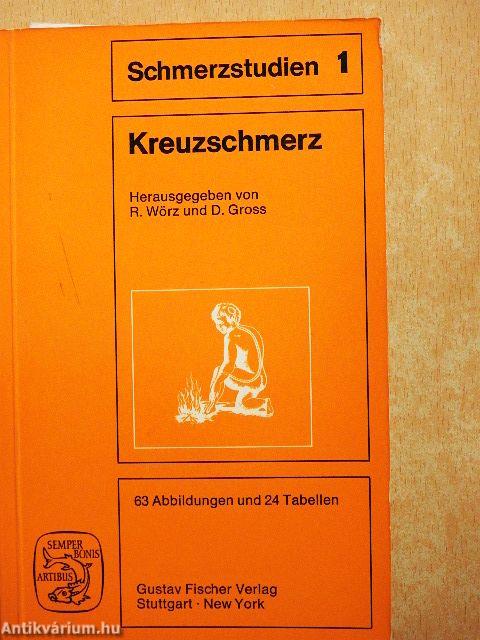 Schmerzstudien 1
Kreuzschmerz
Herausgegeben von
R. Wörz und D. Gross
63 Abbildungen und 24 Tabellen
SEMPER
BONIS
ARTIBUS
Gustav Fischer Verlag
Stuttgart · New York
Antikvárium.hu